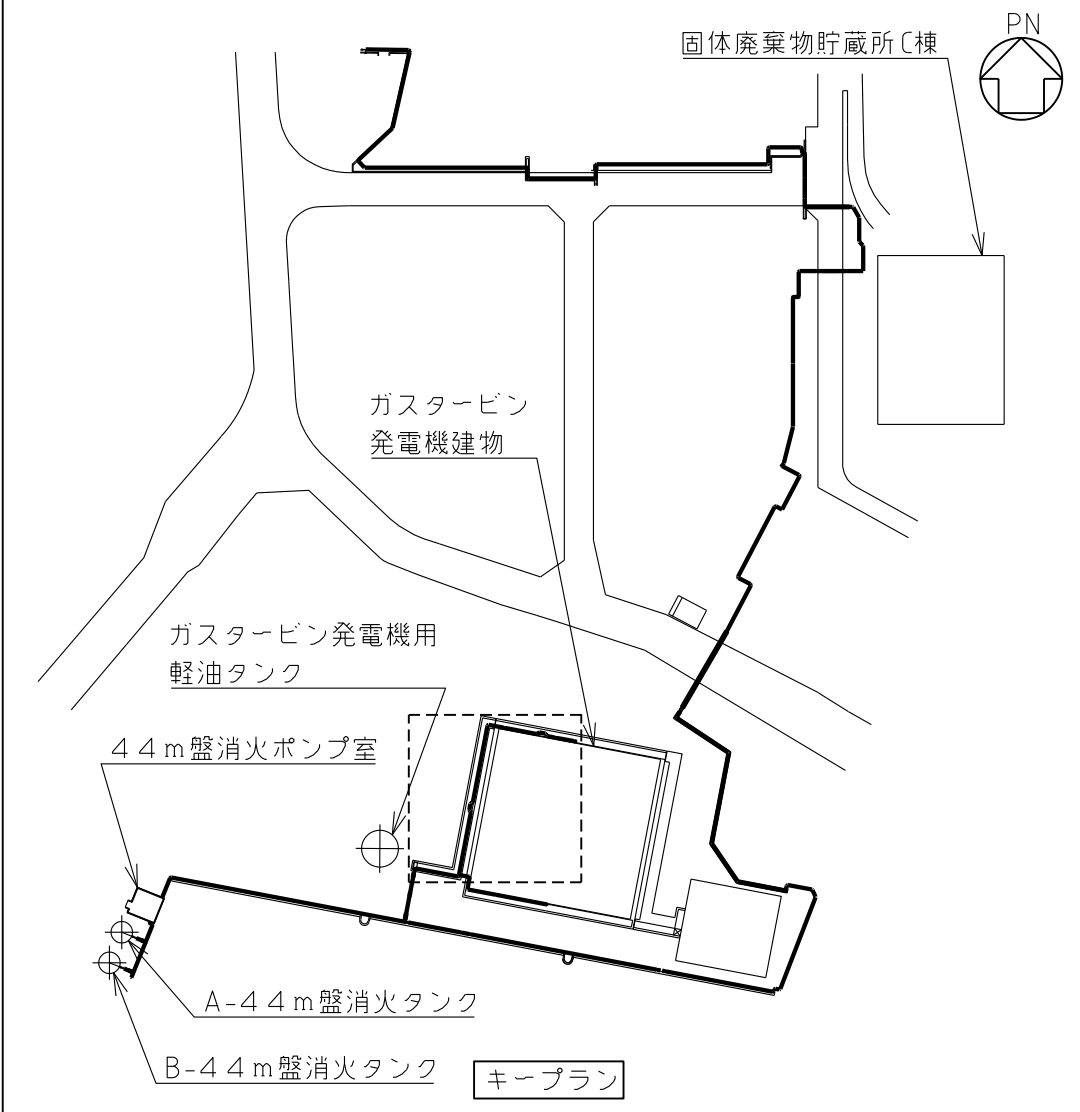 PN
固体廃棄物貯蔵所C棟
ガスタービン
発電機建物
ガスタービン発電機用
軽油タンク
44m盤消火ポンプ室
A-44m盤消火タンク
B-44m盤消火タンク
キープラン